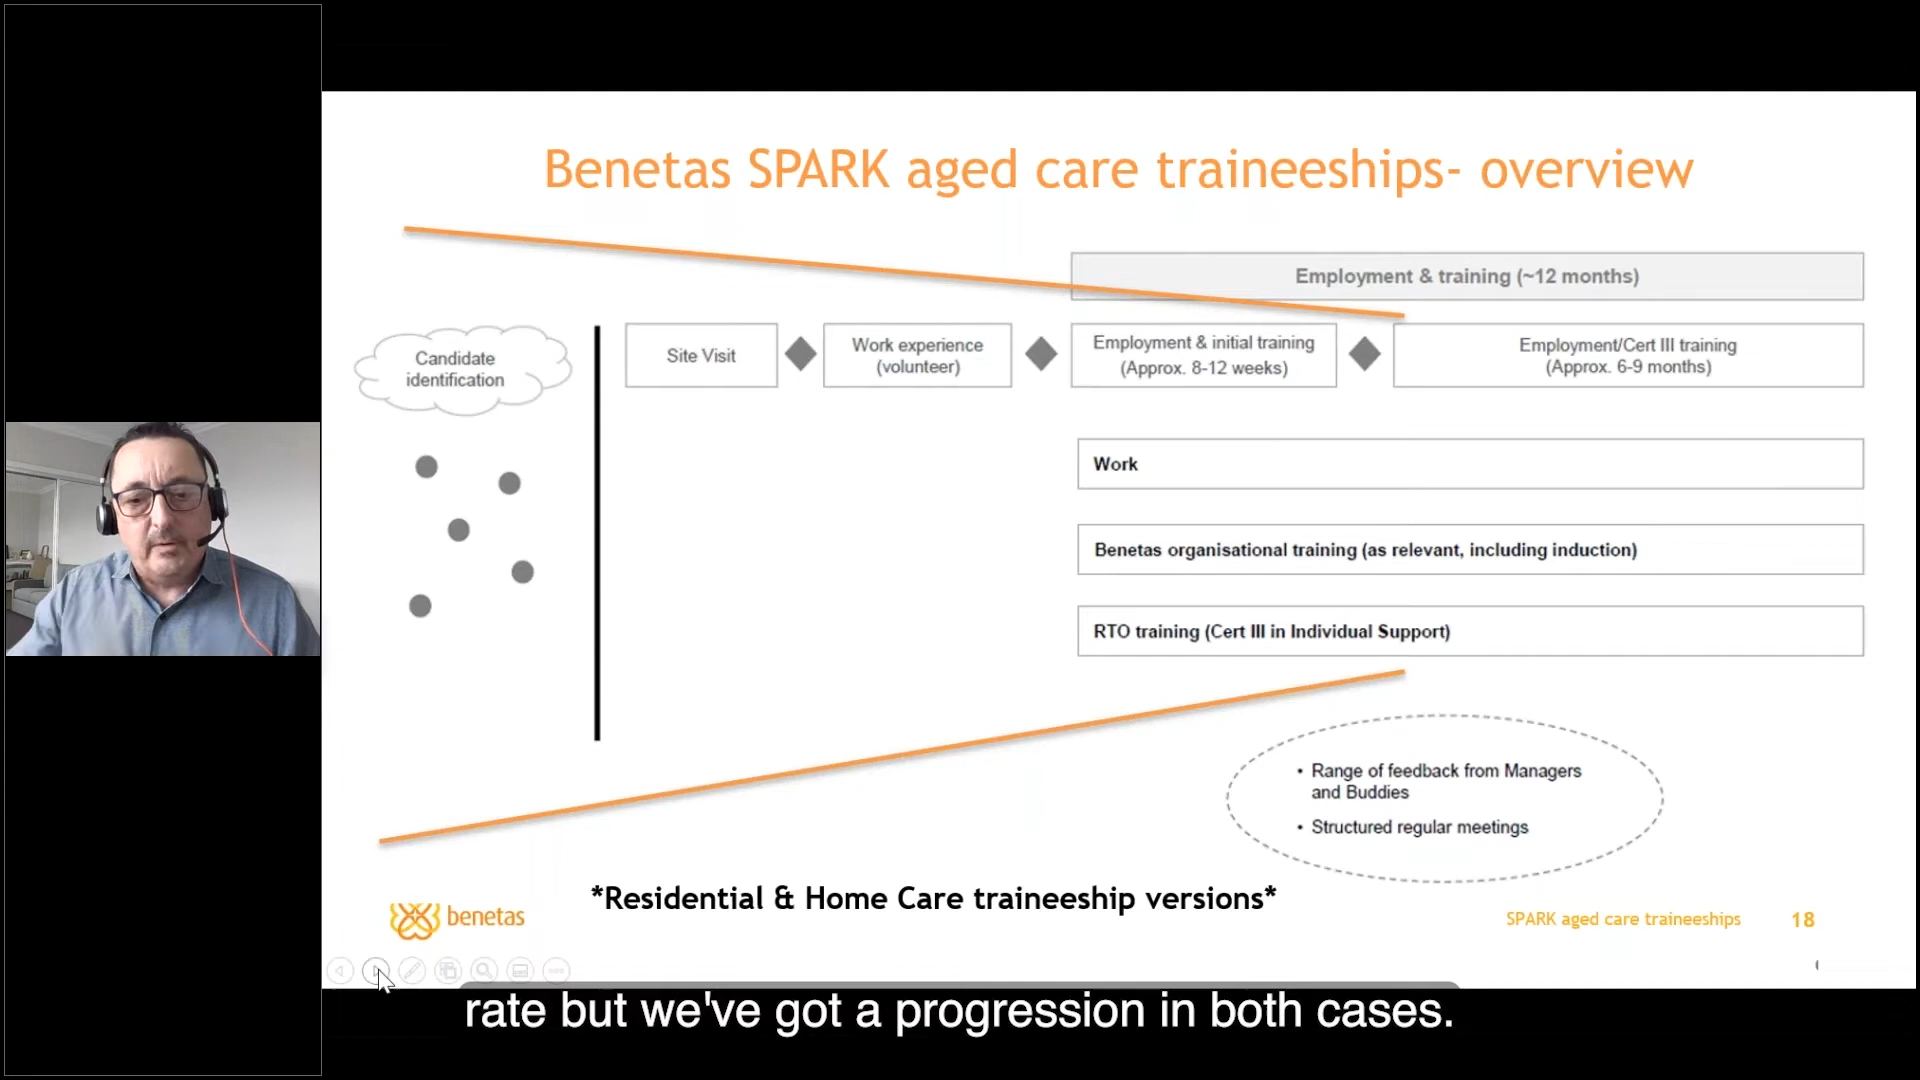 Benetas SPARK aged care traineeships- overview
Employment & training (~12 months)
Candidate
identification
Site Visit
Work experience
(volunteer)
Employment & initial training
(Approx. 8-12 weeks)
Employment/Cert III training
(Approx. 6-9 months)
Work
Benetas organisational training (as relevant, including induction)
RTO training (Cert III in Individual Support)
• Range of feedback from Managers
and Buddies
• Structured regular meetings
*Residential & Home Care traineeship versions*
benetas
SPARK aged care traineeships 18
rate but we've got a progression in both cases.